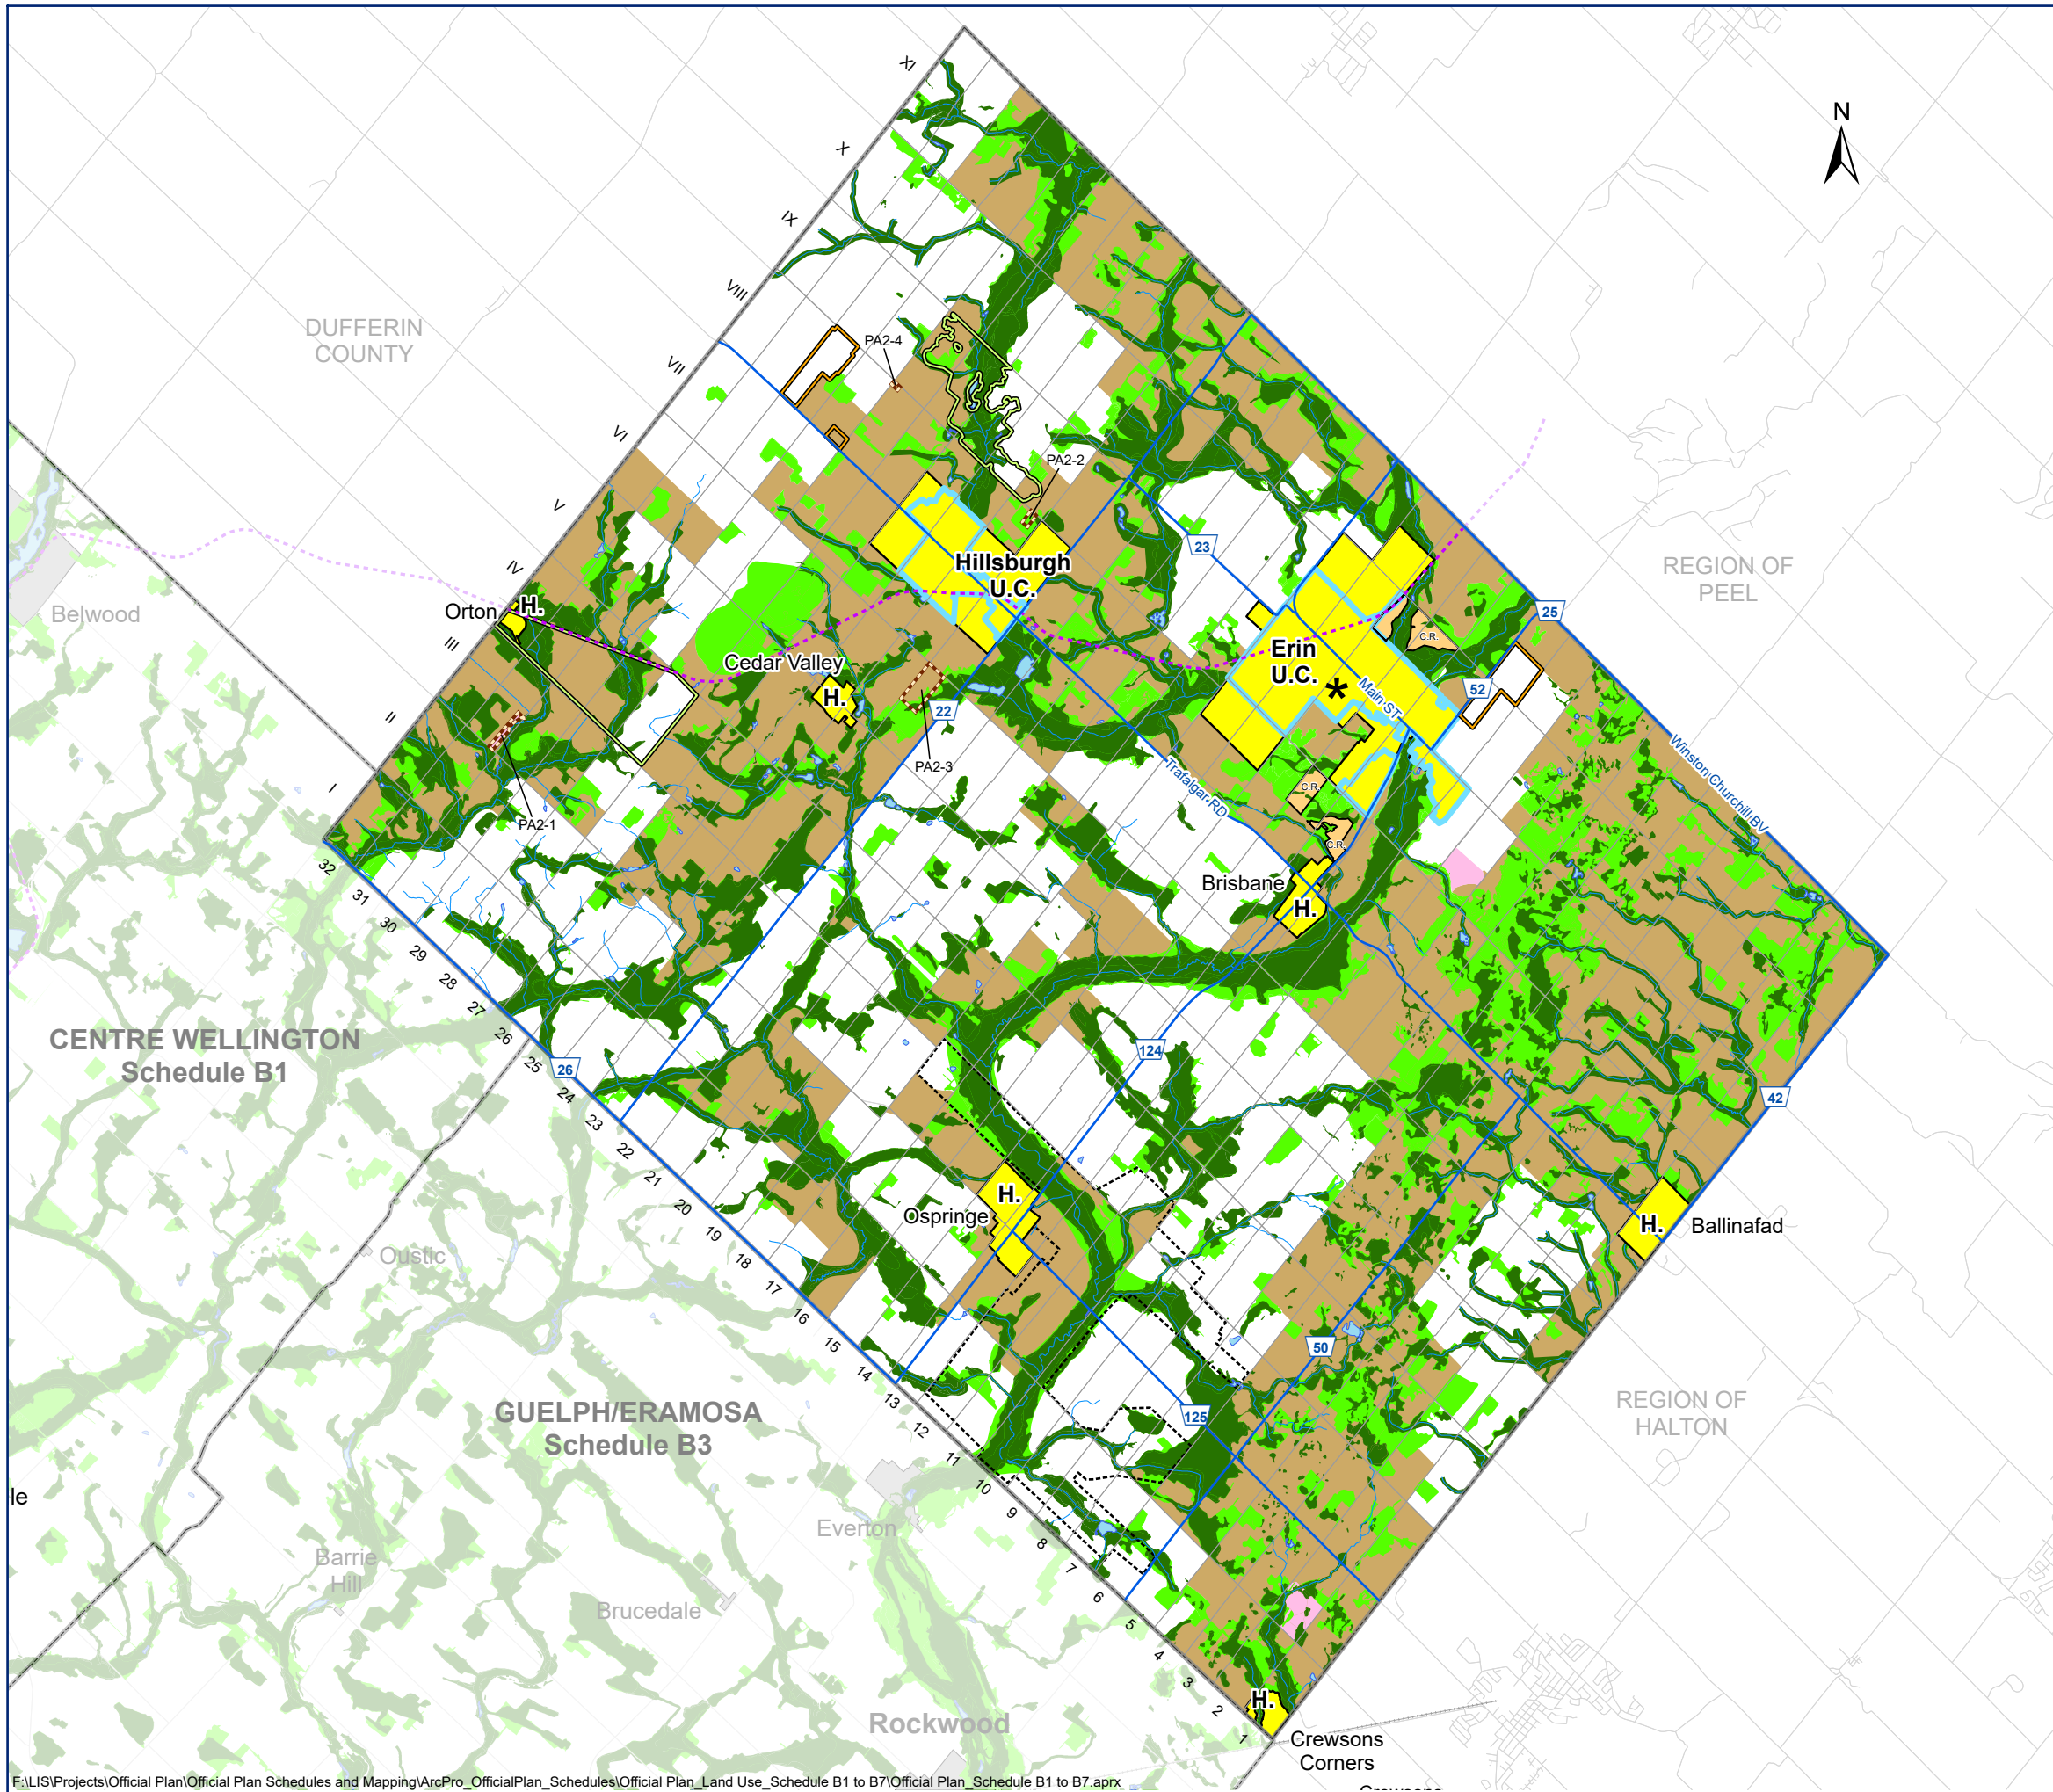 XI
N
X
IX
VIII
DUFFERIN
COUNTY
PA2-4
VII
VI
PA2-2
V
23
Hillsburgh
U.C.
REGION OF
PEEL
IV
Belwood
Orton
H.
25
III
C.R.
Erin
U.C.
*
Cedar Valley
H.
52
Main ST
22
II
Winston Churchill BV
PA2-3
Trafalgar RD
C.R.
I
PA2-1
C.R.
32
Brisbane
H.
31
30
29
28
27
26
25
24
23
22
21
20
19
18
17
16
15
14
13
12
11
10
9
8
7
6
5
4
3
2
1
CENTRE WELLINGTON
Schedule B1
26
124
42
H.
Ospringe
H.
Ballinafad
Oustic
50
GUELPH/ERAMOSA
Schedule B3
125
REGION OF
HALTON
le
Everton
Barrie
Hill
Brucedale
H.
Rockwood
Crewsons
Corners
F:\LIS\Projects\Official Plan\Official Plan Schedules and Mapping\ArcPro_OfficialPlan_Schedules\Official Plan_Land Use_Schedule B1 to B7\Official Plan_Schedule B1 to B7.aprx